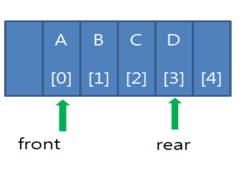 A B C D
[0] [1] [2] [3] [4]
front rear